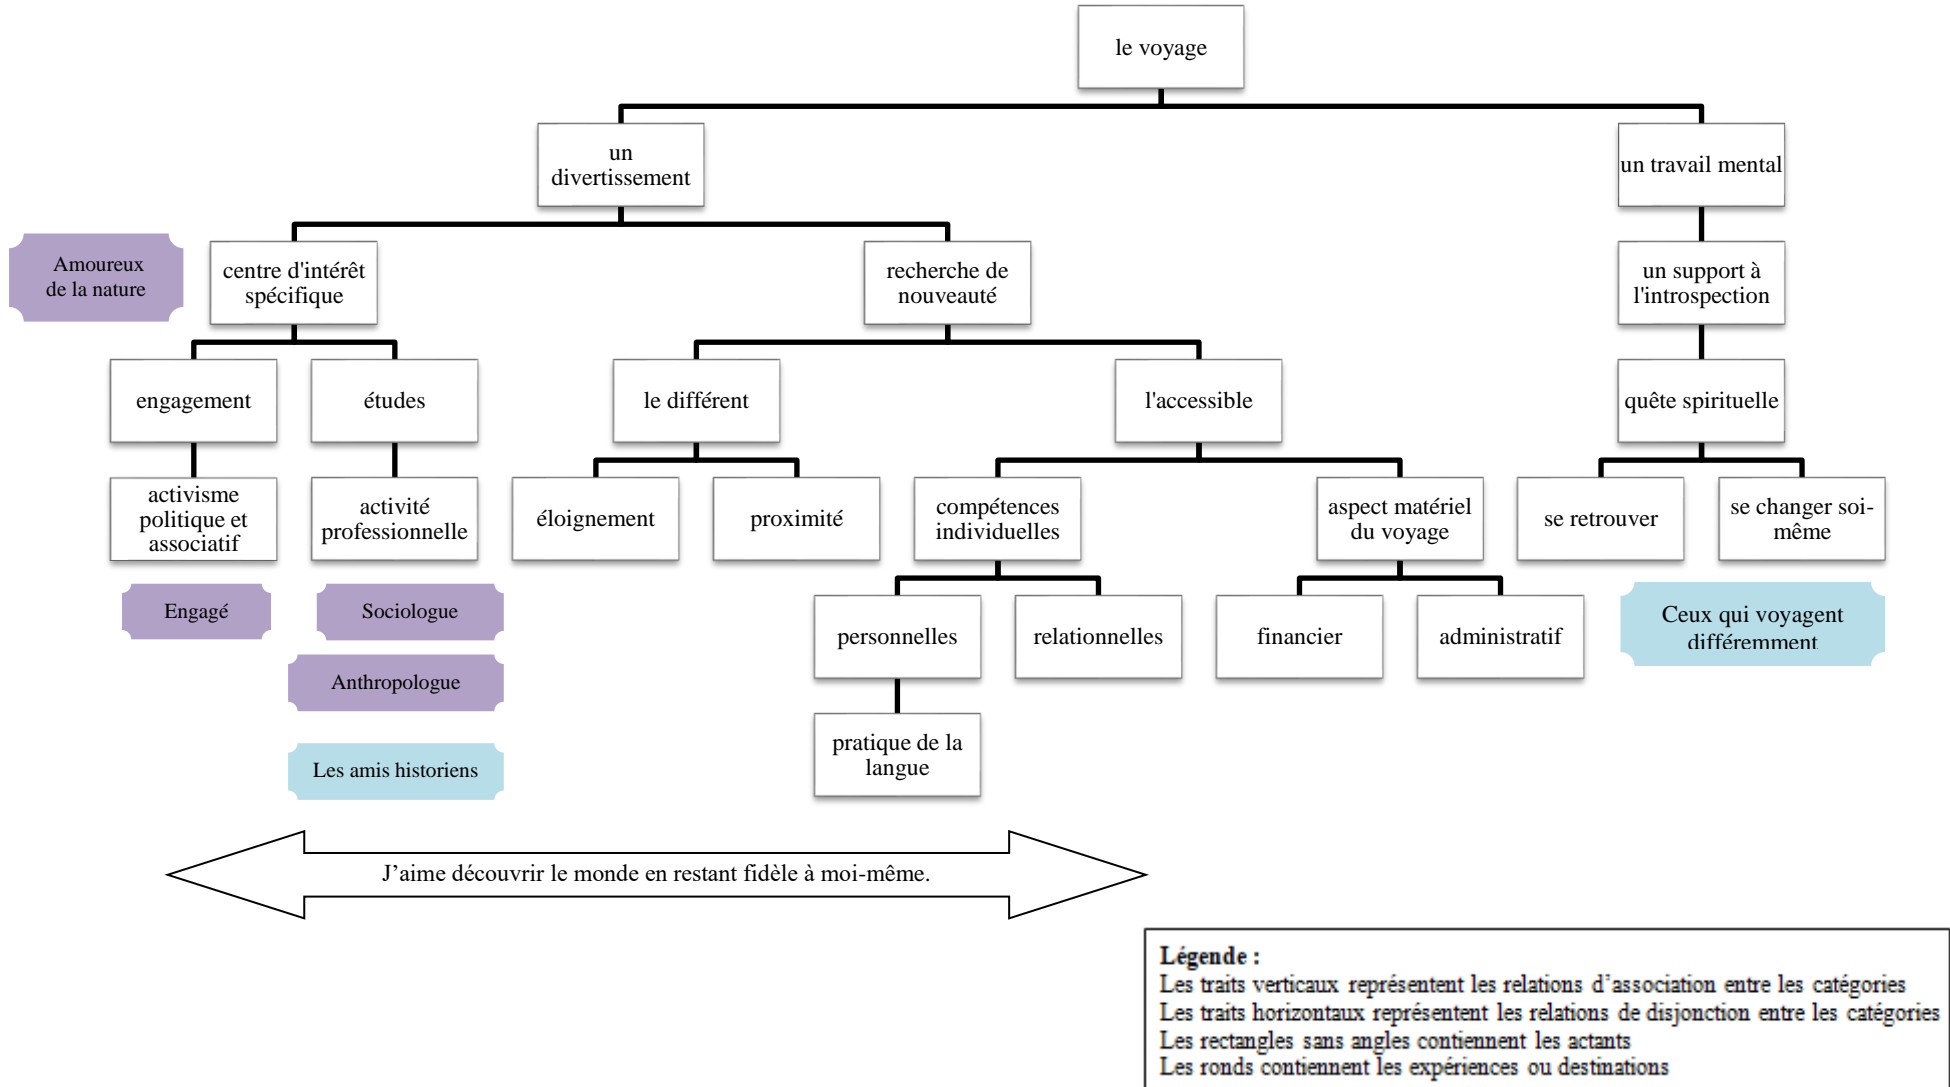 le voyage
un
divertissement
un travail mental
Amoureux
de la nature
centre d'intérêt
spécifique
recherche de
nouveauté
un support à
l'introspection
engagement
études
le différent
l'accessible
quête spirituelle
activisme
politique et
associatif
activité
professionnelle
éloignement
proximité
compétences
individuelles
aspect matériel
du voyage
se retrouver
se changer soi-
même
Engagé
Sociologue
personnelles
relationnelles
financier
administratif
Ceux qui voyagent
différemment
Anthropologue
pratique de la
langue
Les amis historiens
J’aime découvrir le monde en restant fidèle à moi-même.
Légende :
Les traits verticaux représentent les relations d’association entre les catégories
Les traits horizontaux représentent les relations de disjonction entre les catégories
Les rectangles sans angles contiennent les actants
Les ronds contiennent les expériences ou destinations